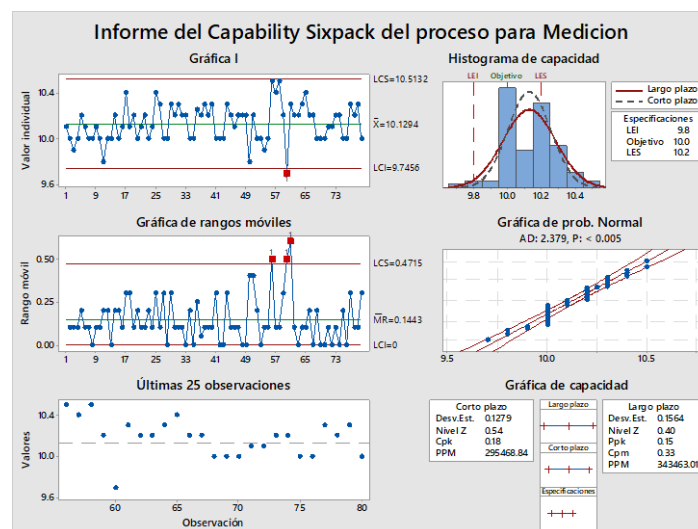 Informe del Capability Sixpack del proceso para Medicion
Gráfica I
Valor individual
10.4
10.0
9.6
1 9 17 25 33 41 49 57 65 73
1
LCS=10.5132
X=10.1294
LCI=9.7456
Histograma de capacidad
LEI Objetivo LES
9.8 10.0 10.2 10.4
Largo plazo
Corto plazo
Especificaciones
LEI 9.8
Objetivo 10.0
LES 10.2
Gráfica de rangos móviles
Rango móvil
0.50
0.25
0.00
1 9 17 25 33 41 49 57 65 73
LCS=0.4715
MR=0.1443
LCI=0
Gráfica de prob. Normal
AD: 2.379, P: < 0.005
9.5 10.0 10.5
Últimas 25 observaciones
Valores
10.4
10.0
9.6
60 65 70 75 80
Observación
Gráfica de capacidad
Corto plazo
Desv.Est. 0.1279
Nivel Z 0.54
Cpk 0.18
PPM 295468.84
Largo plazo
Corto plazo
Especificaciones
Largo plazo
Desv.Est. 0.1564
Nivel Z 0.40
Ppk 0.15
Cpm 0.33
PPM 343463.01